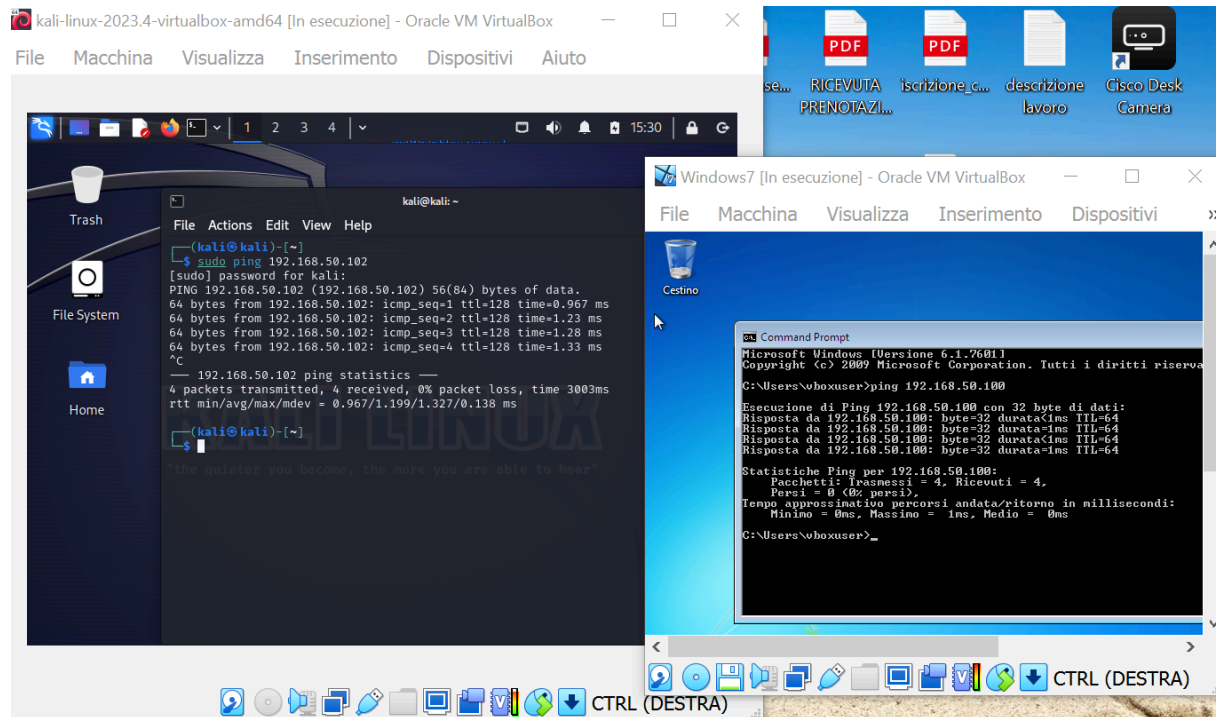 kali-linux-2023.4-virtualbox-amd64 [In esecuzione] - Oracle VM VirtualBox
File Macchina Visualizza Inserimento Dispositivi Aiuto
1 2 3 4
15:30
Trash
File System
Home
kali@kali: ~
File Actions Edit View Help
(kali㉿kali)-[~]
$ sudo ping 192.168.50.102
[sudo] password for kali:
PING 192.168.50.102 (192.168.50.102) 56(84) bytes of data.
64 bytes from 192.168.50.102: icmp_seq=1 ttl=128 time=0.967 ms
64 bytes from 192.168.50.102: icmp_seq=2 ttl=128 time=1.23 ms
64 bytes from 192.168.50.102: icmp_seq=3 ttl=128 time=1.28 ms
64 bytes from 192.168.50.102: icmp_seq=4 ttl=128 time=1.33 ms
^C
— 192.168.50.102 ping statistics —
4 packets transmitted, 4 received, 0% packet loss, time 3003ms
rtt min/avg/max/mdev = 0.967/1.199/1.327/0.138 ms
(kali㉿kali)-[~]
$
KALI LINUX
"the quieter you become, the more you are able to hear"
CTRL (DESTRA)
PDF
PDF
se...
RICEVUTA
PRENOTAZI...
iscrizione_c...
descrizione
lavoro
Cisco Desk
Camera
Windows7 [In esecuzione] - Oracle VM VirtualBox
File Macchina Visualizza Inserimento Dispositivi »
Cestino
Command Prompt
Microsoft Windows [Versione 6.1.7601]
Copyright (c) 2009 Microsoft Corporation. Tutti i diritti riserva
C:\Users\vboxuser>ping 192.168.50.100
Esecuzione di Ping 192.168.50.100 con 32 byte di dati:
Risposta da 192.168.50.100: byte=32 durata<1ms TTL=64
Risposta da 192.168.50.100: byte=32 durata=1ms TTL=64
Risposta da 192.168.50.100: byte=32 durata<1ms TTL=64
Risposta da 192.168.50.100: byte=32 durata=1ms TTL=64
Statistiche Ping per 192.168.50.100:
Pacchetti: Trasmessi = 4, Ricevuti = 4,
Persi = 0 (0% persi),
Tempo approssimativo percorsi andata/ritorno in millisecondi:
Minimo = 0ms, Massimo = 1ms, Medio = 0ms
C:\Users\vboxuser>_
CTRL (DESTRA)